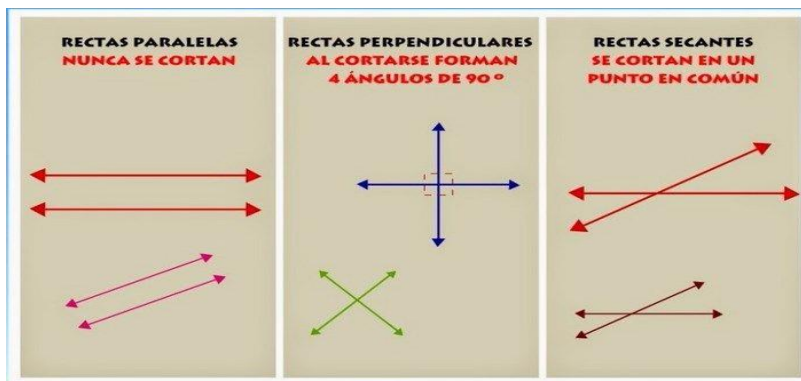 RECTAS PARALELAS
NUNCA SE CORTAN
RECTAS PERPENDICULARES
AL CORTARSE FORMAN
4 ÁNGULOS DE 90 º
RECTAS SECANTES
SE CORTAN EN UN
PUNTO EN COMÚN